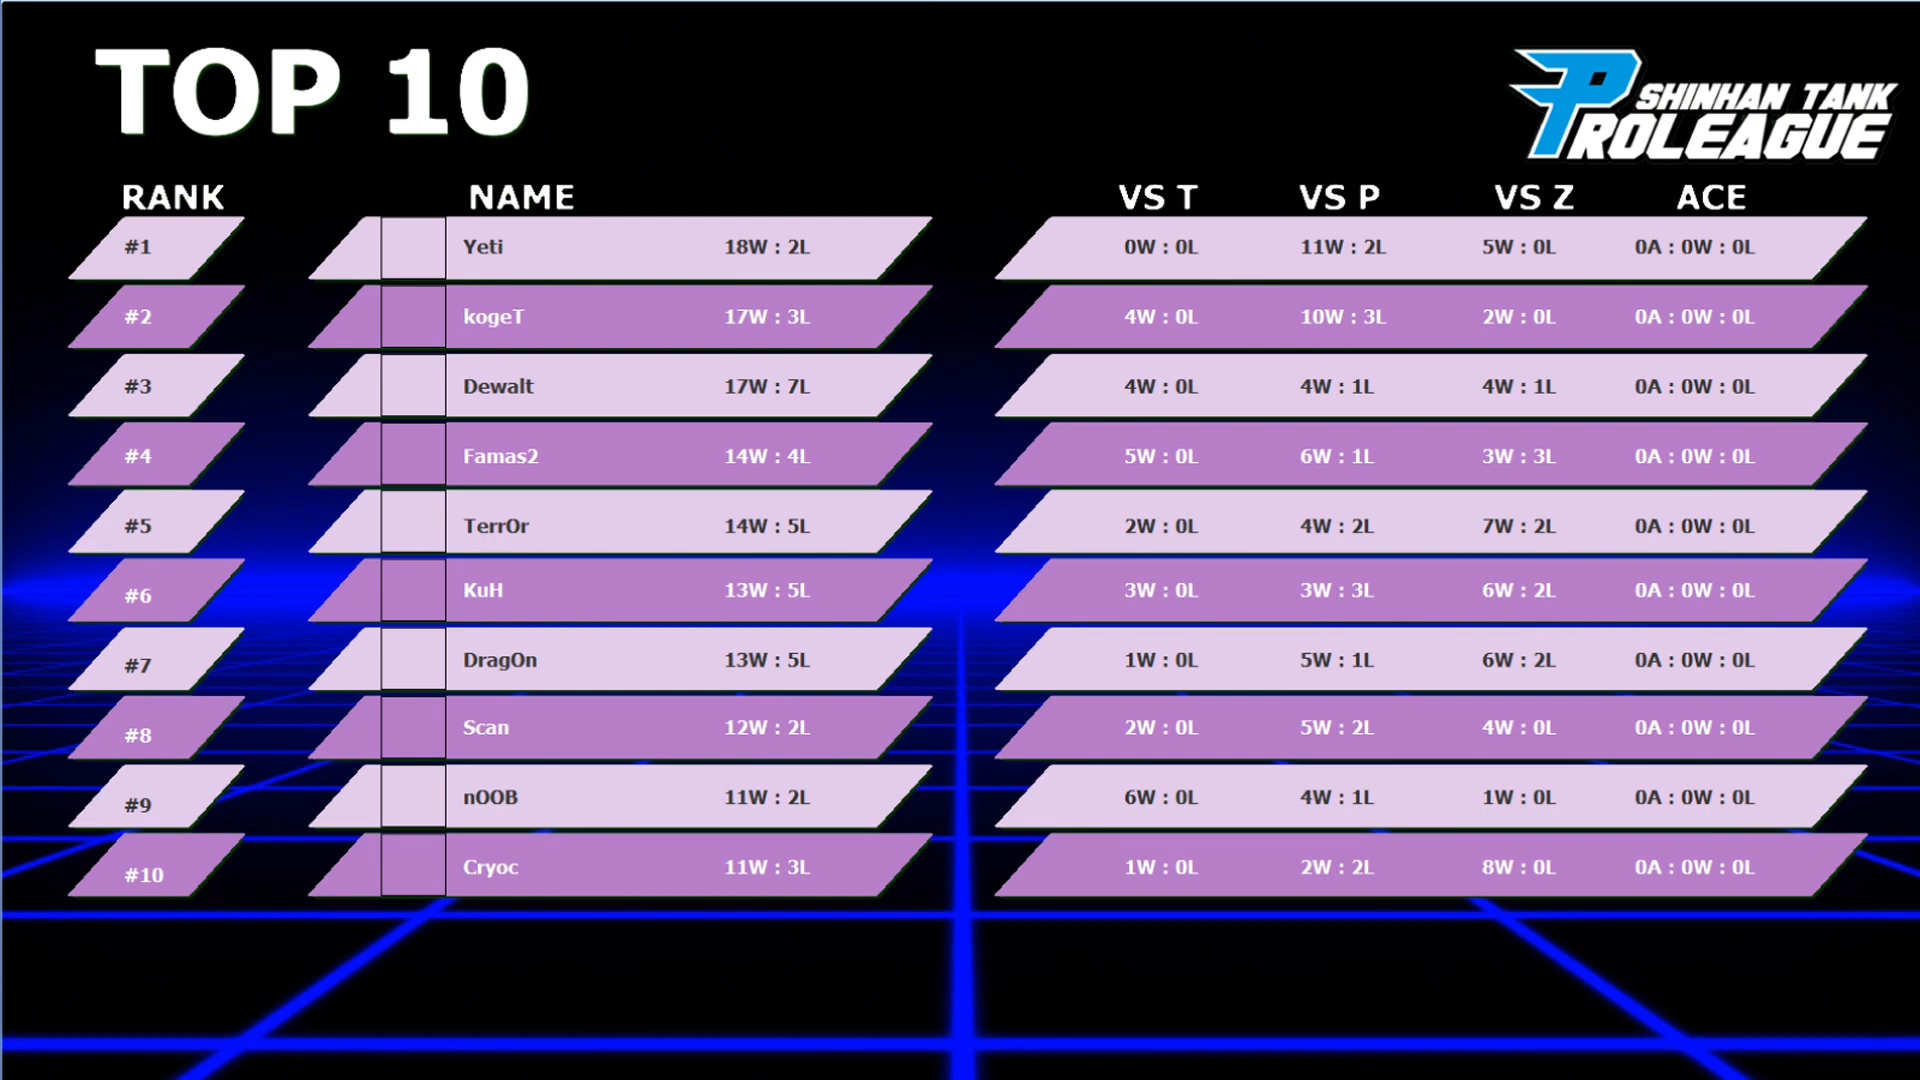 TOP 10
SHINHAN TANK
PROLEAGUE
RANK NAME VS T VS P VS Z ACE
#1 Yeti 18W : 2L 0W : 0L 11W : 2L 5W : 0L 0A : 0W : 0L
#2 kogeT 17W : 3L 4W : 0L 10W : 3L 2W : 0L 0A : 0W : 0L
#3 Dewalt 17W : 7L 4W : 0L 4W : 1L 4W : 1L 0A : 0W : 0L
#4 Famas2 14W : 4L 5W : 0L 6W : 1L 3W : 3L 0A : 0W : 0L
#5 TerrOr 14W : 5L 2W : 0L 4W : 2L 7W : 2L 0A : 0W : 0L
#6 KuH 13W : 5L 3W : 0L 3W : 3L 6W : 2L 0A : 0W : 0L
#7 DragOn 13W : 5L 1W : 0L 5W : 1L 6W : 2L 0A : 0W : 0L
#8 Scan 12W : 2L 2W : 0L 5W : 2L 4W : 0L 0A : 0W : 0L
#9 nOOB 11W : 2L 6W : 0L 4W : 1L 1W : 0L 0A : 0W : 0L
#10 Cryoc 11W : 3L 1W : 0L 2W : 2L 8W : 0L 0A : 0W : 0L